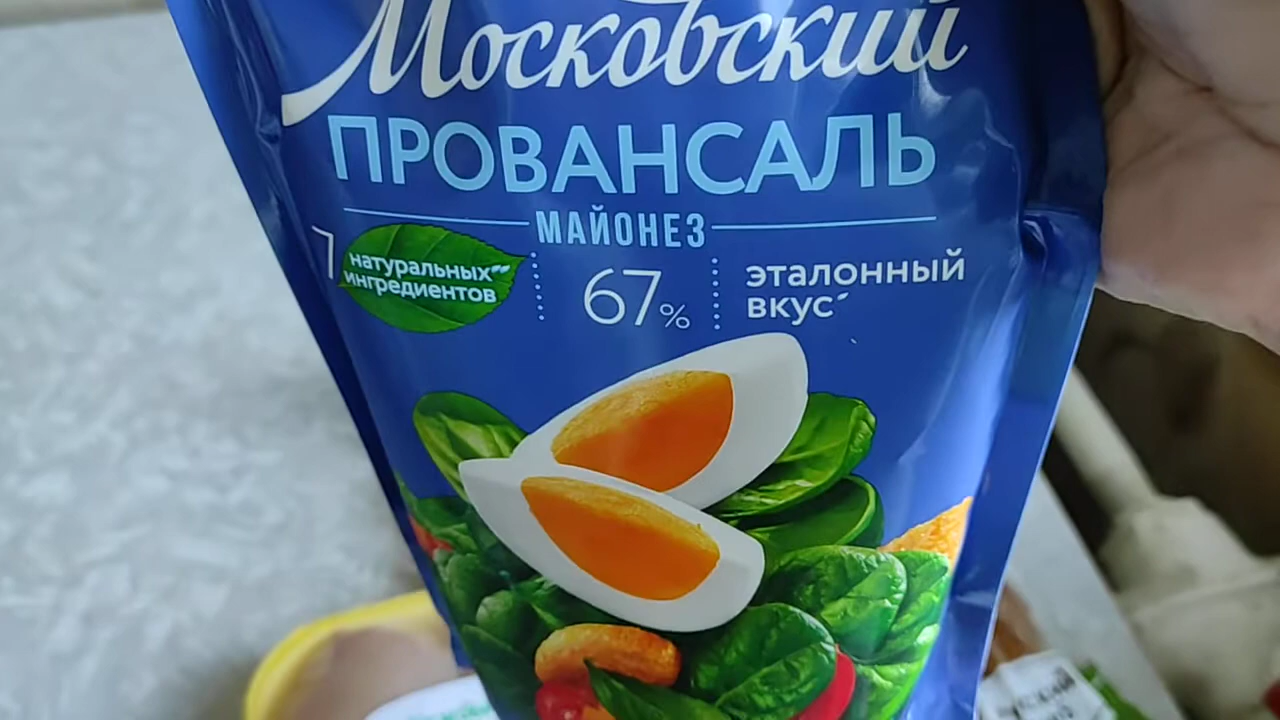 Московский
ПРОВАНСАЛЬ
МАЙОНЕЗ
7 натуральных
ингредиентов
67%
эталонный
вкус